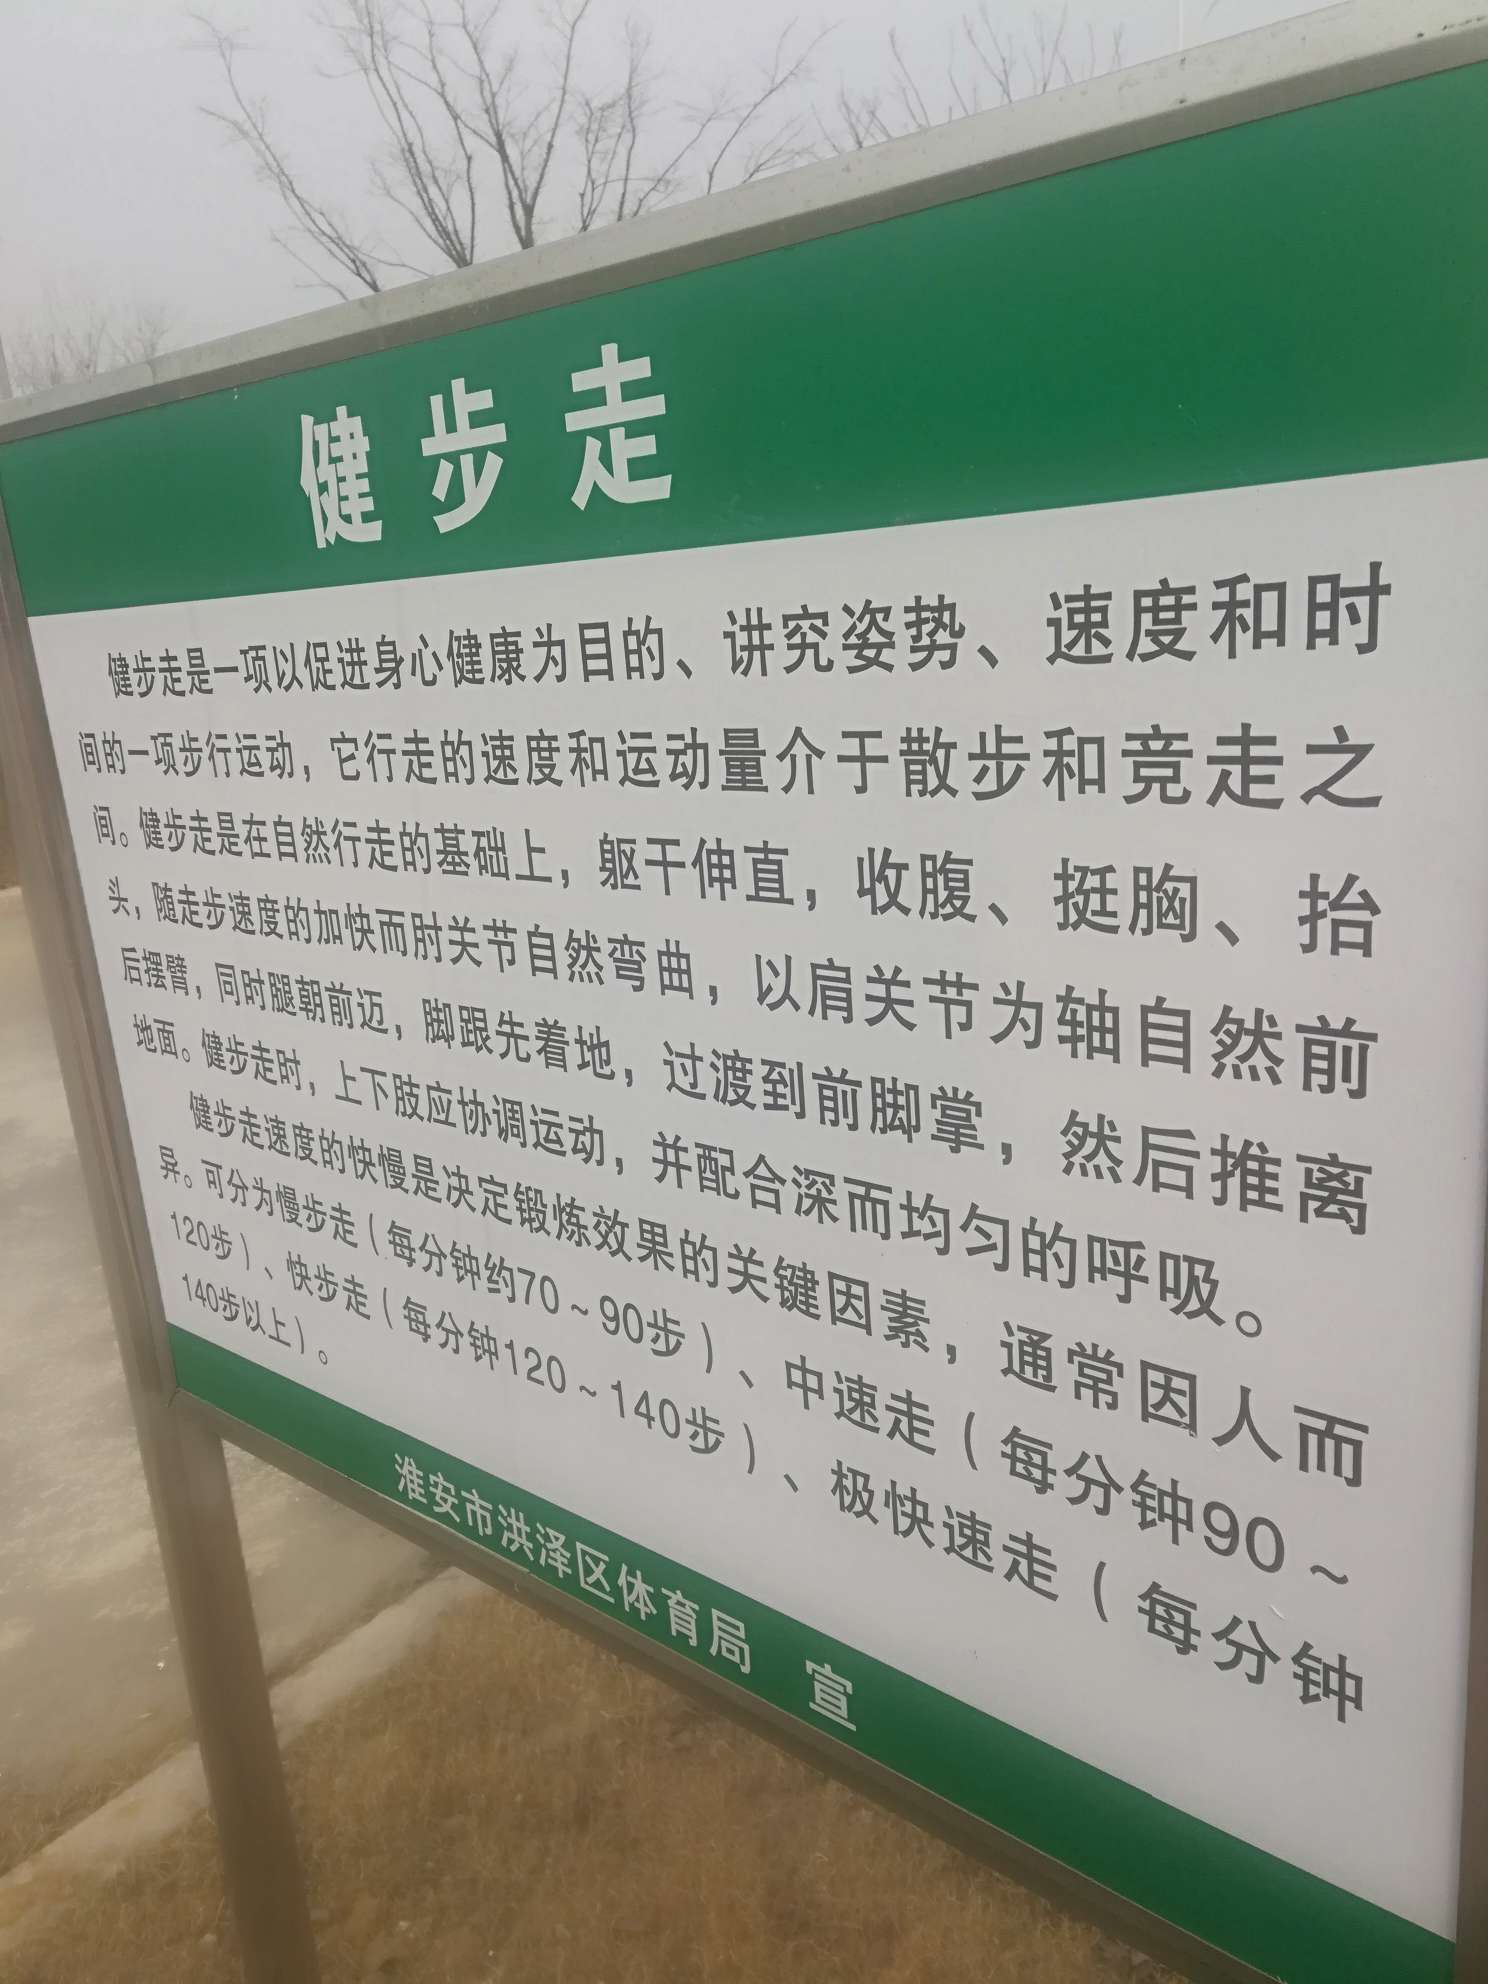 健步走
健步走是一项以促进身心健康为目的、讲究姿势、速度和时
间的一项步行运动，它行走的速度和运动量介于散步和竞走之
间。健步走是在自然行走的基础上，躯干伸直，收腹、挺胸、抬
头，随走步速度的加快而肘关节自然弯曲，以肩关节为轴自然前
后摆臂，同时腿朝前迈，脚跟先着地，过渡到前脚掌，然后推离
地面。健步走时，上下肢应协调运动，并配合深而均匀的呼吸。
健步走速度的快慢是决定锻炼效果的关键因素，通常因人而
异。可分为慢步走（每分钟约70～90步）、中速走（每分钟90～
120步）、快步走（每分钟120～140步）、极快速走（每分钟
140步以上）。
淮安市洪泽区体育局 宣